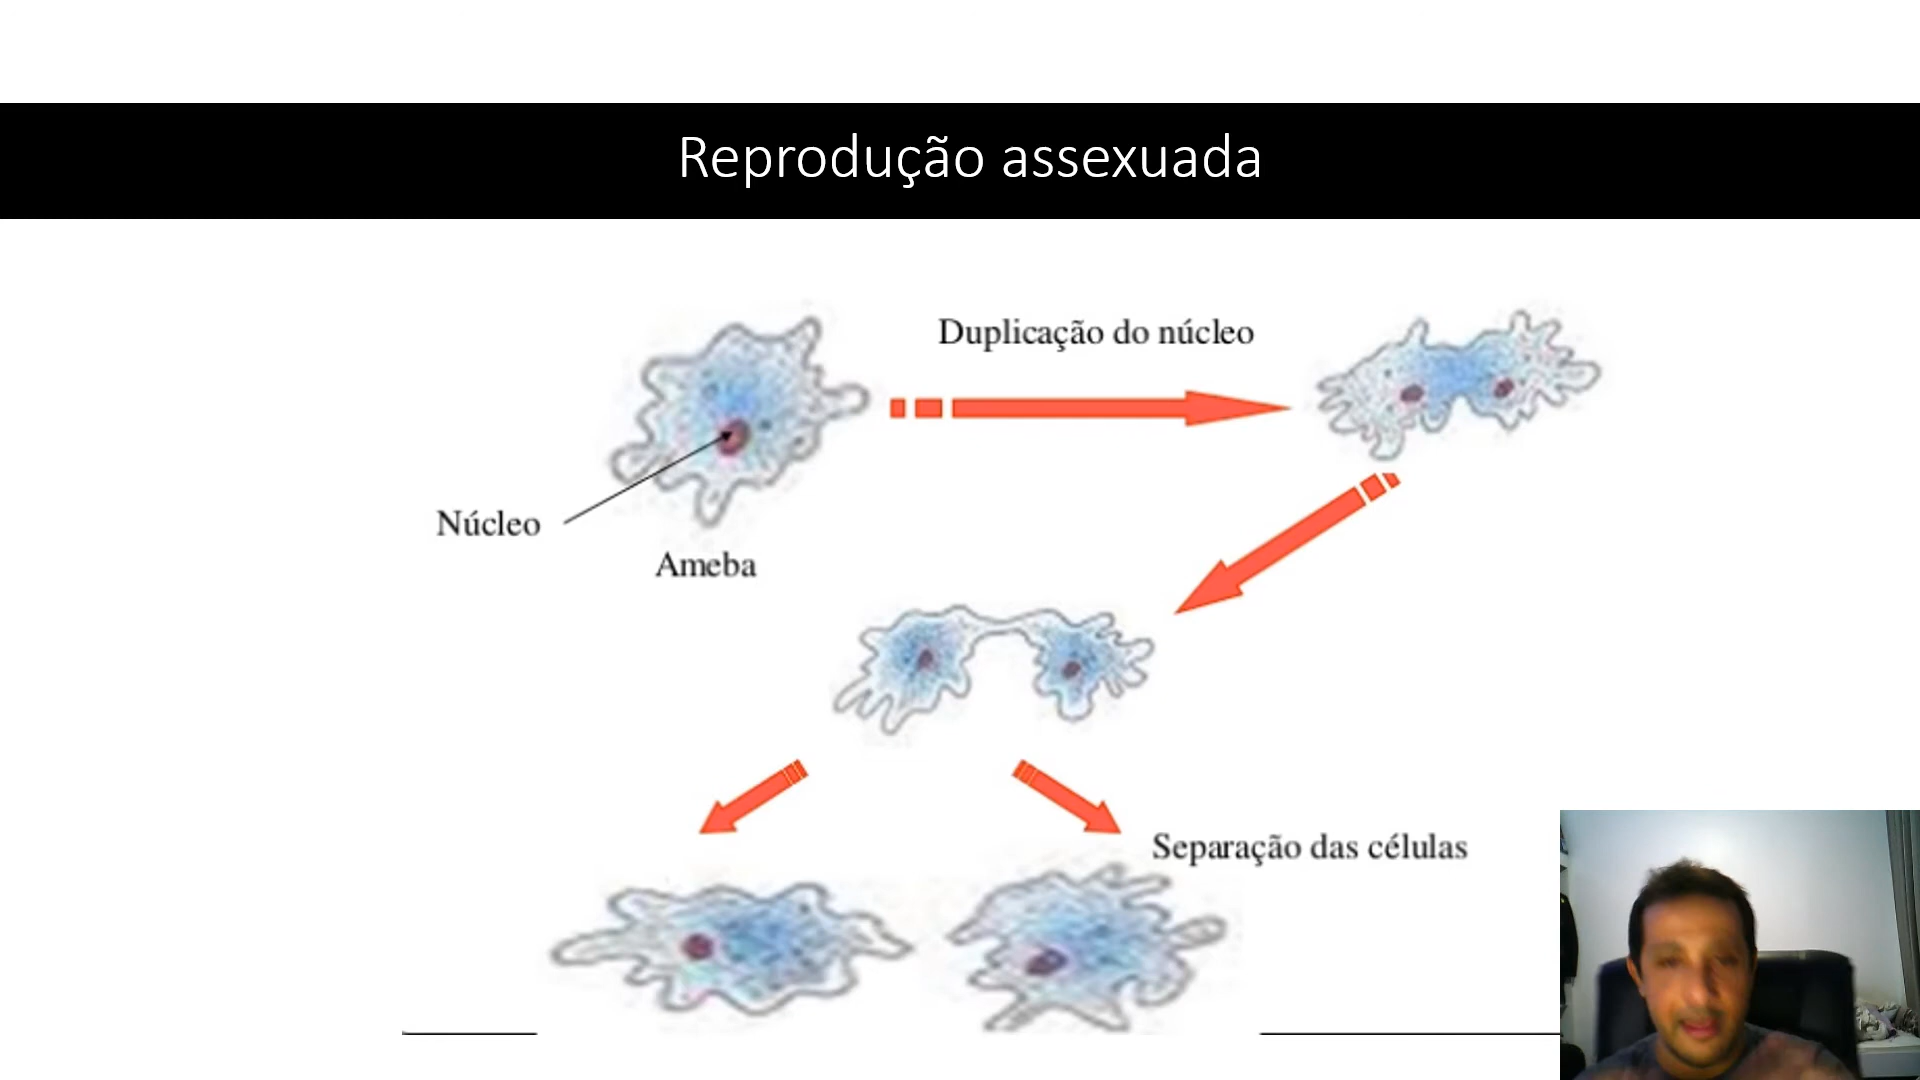 Reprodução assexuada
Duplicação do núcleo
Núcleo
Ameba
Separação das células